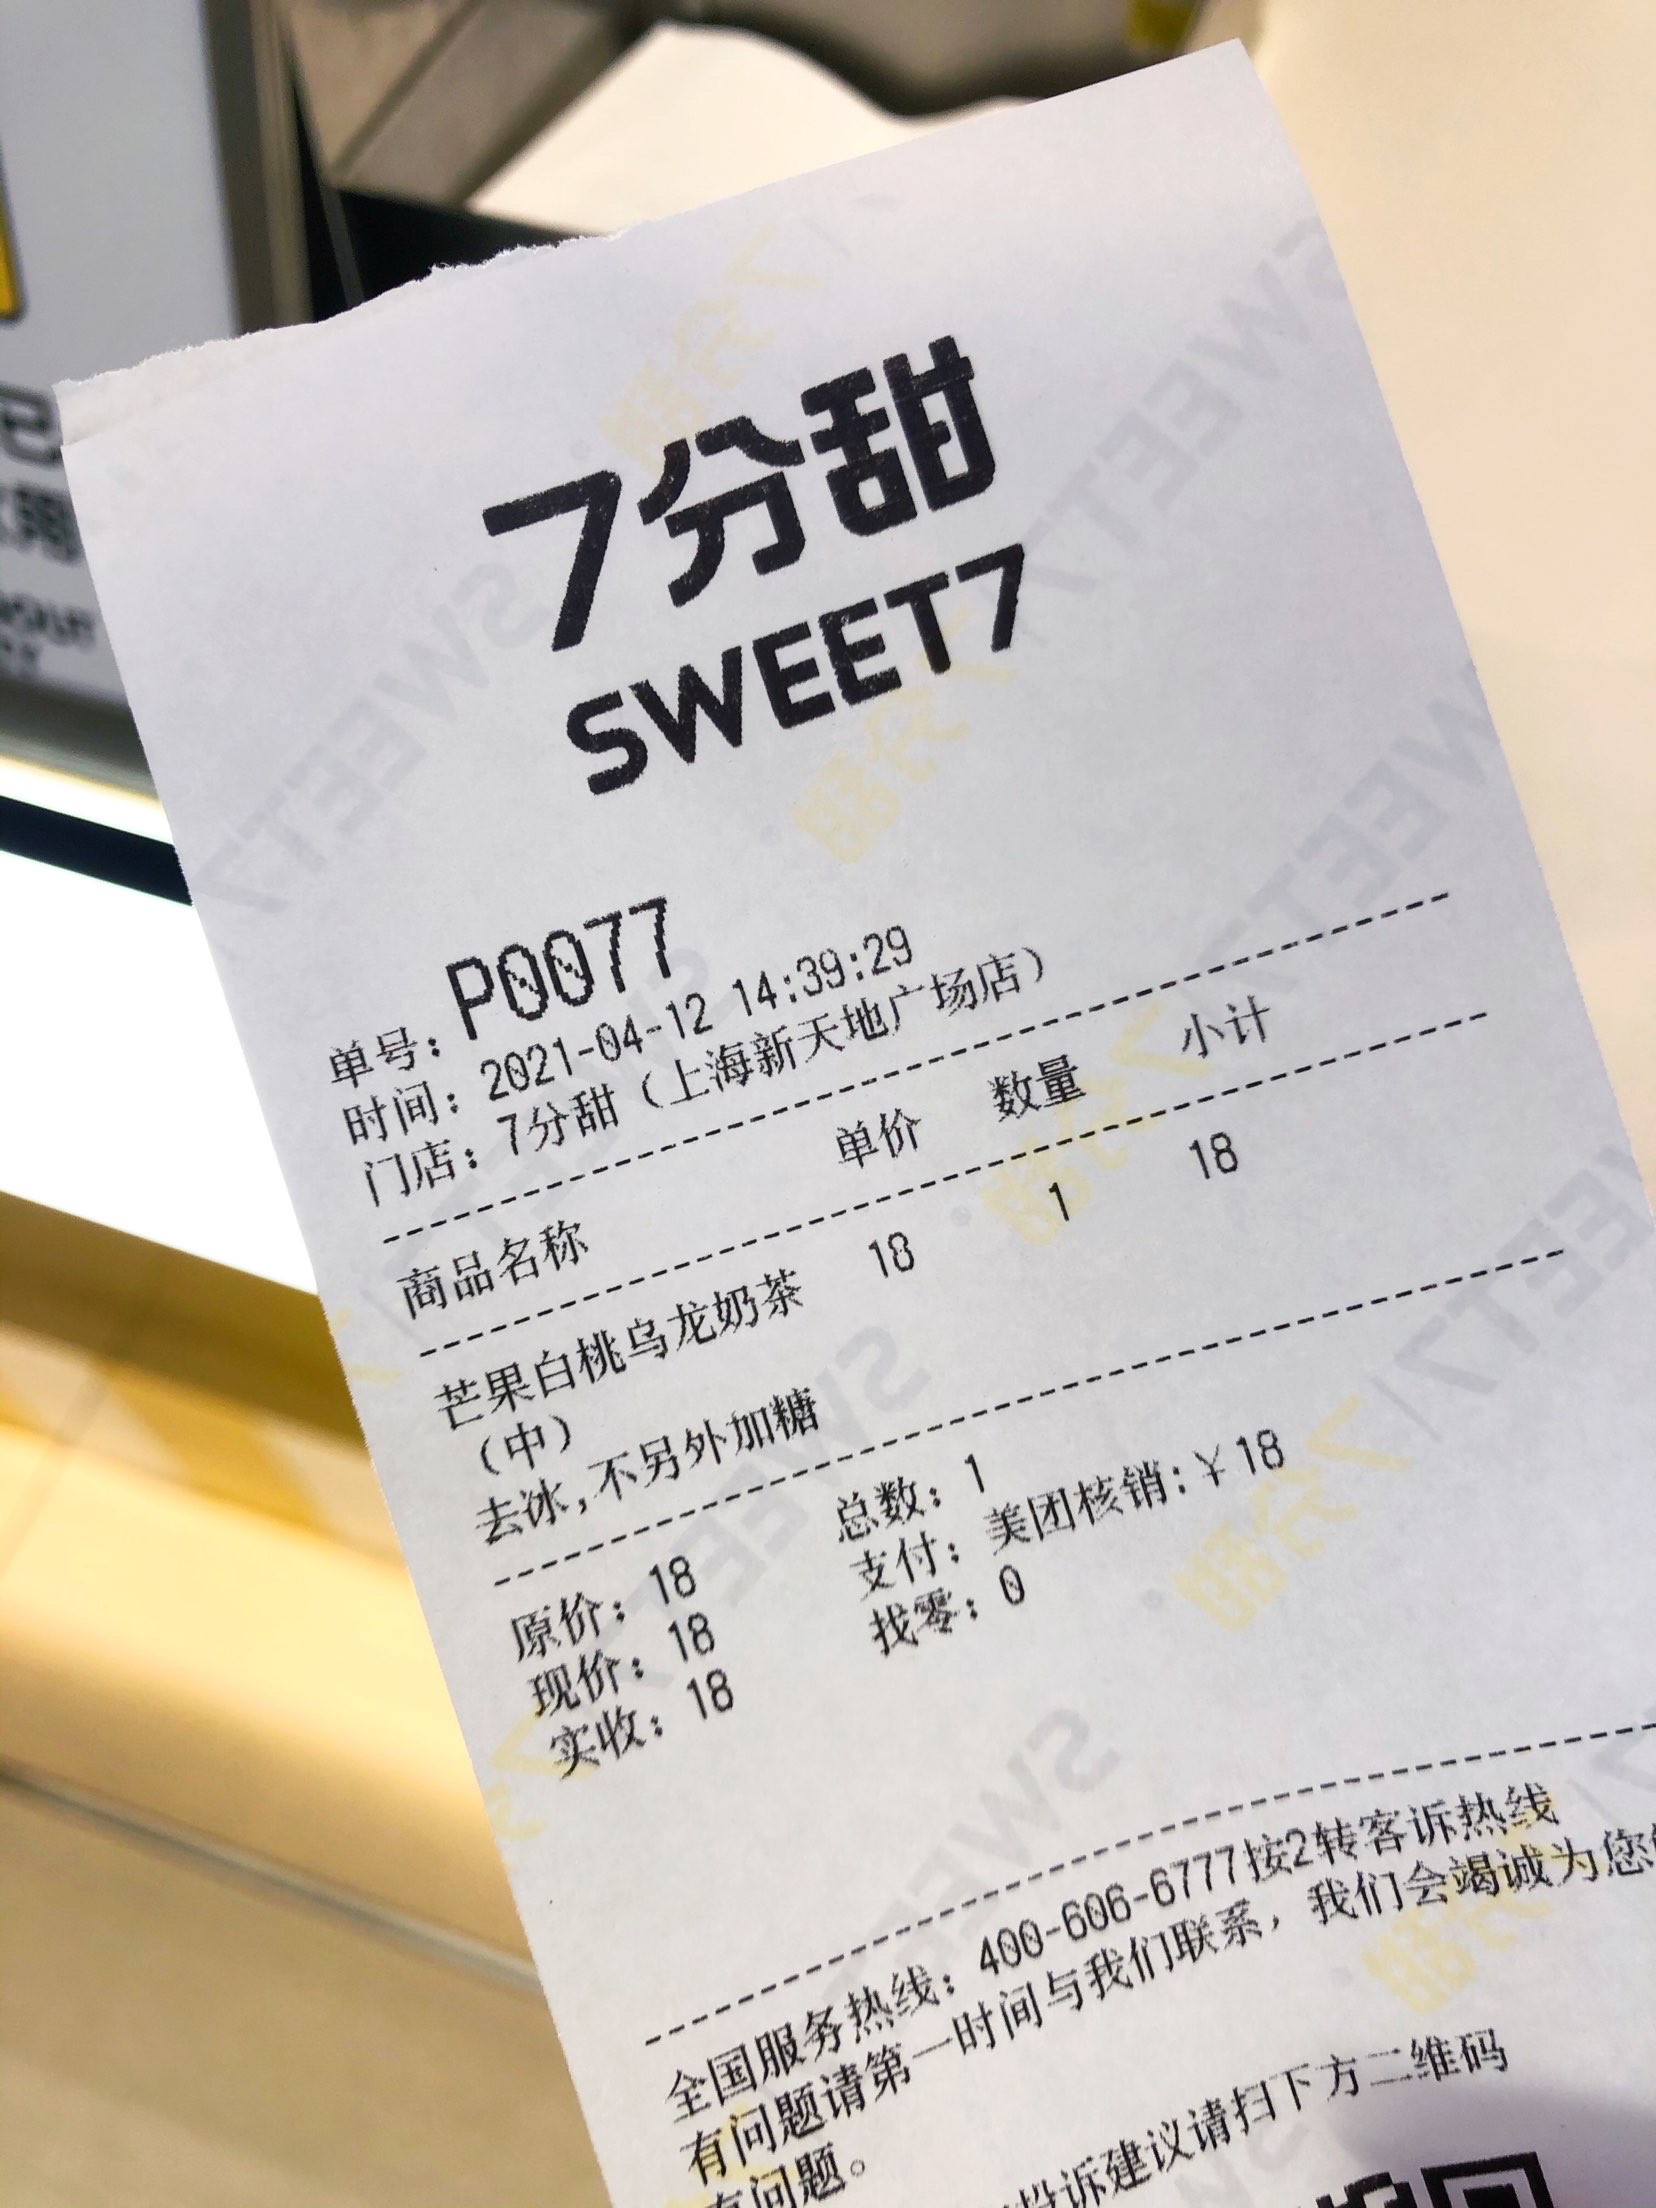 7分甜
SWEET7
单号: P0077
时间: 2021-04-12 14:39:29
门店: 7分甜（上海新天地广场店）
商品名称 单价 数量 小计
芒果白桃乌龙奶茶 18 1 18
（中）
去冰,不另外加糖
原价: 18 总数: 1
现价: 18 支付: 美团核销:￥18
实收: 18 找零: 0
全国服务热线: 400-606-6777按2转客诉热线
有问题请第一时间与我们联系, 我们会竭诚为您
问题。
投诉建议请扫下方二维码